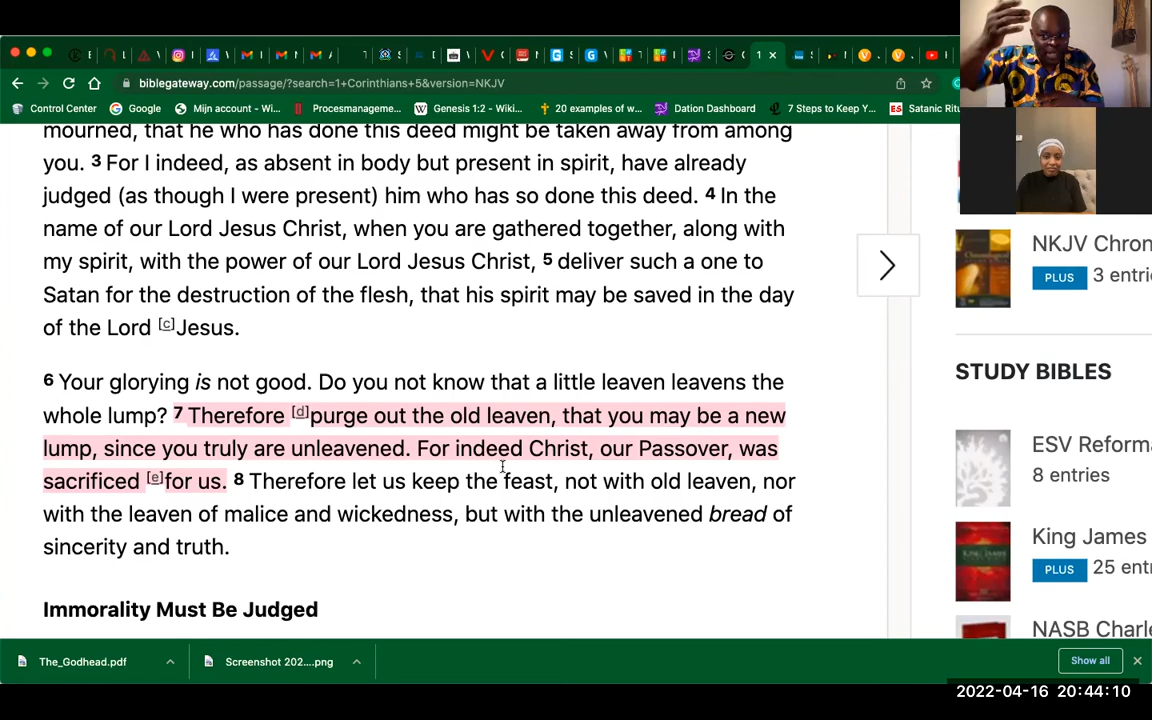 biblegateway.com/passage/?search=1+Corinthians+5&version=NKJV
Control Center Google Mijn account - Wi... Procesmanageme... Genesis 1:2 - Wiki... 20 examples of w... Dation Dashboard 7 Steps to Keep Y... Satanic Ritu
mourned, that he who has done this deed might be taken away from among
you. 3 For I indeed, as absent in body but present in spirit, have already
judged (as though I were present) him who has so done this deed. 4 In the
name of our Lord Jesus Christ, when you are gathered together, along with
my spirit, with the power of our Lord Jesus Christ, 5 deliver such a one to
Satan for the destruction of the flesh, that his spirit may be saved in the day
of the Lord [c]Jesus.
6 Your glorying is not good. Do you not know that a little leaven leavens the
whole lump? 7 Therefore [d]purge out the old leaven, that you may be a new
lump, since you truly are unleavened. For indeed Christ, our Passover, was
sacrificed [e]for us. 8 Therefore let us keep the feast, not with old leaven, nor
with the leaven of malice and wickedness, but with the unleavened bread of
sincerity and truth.
Immorality Must Be Judged
NKJV Chron
PLUS 3 entri
STUDY BIBLES
ESV Reforma
8 entries
King James
PLUS 25 ent
NASB Charle
The_Godhead.pdf
Screenshot 202....png
Show all
2022-04-16 20:44:10